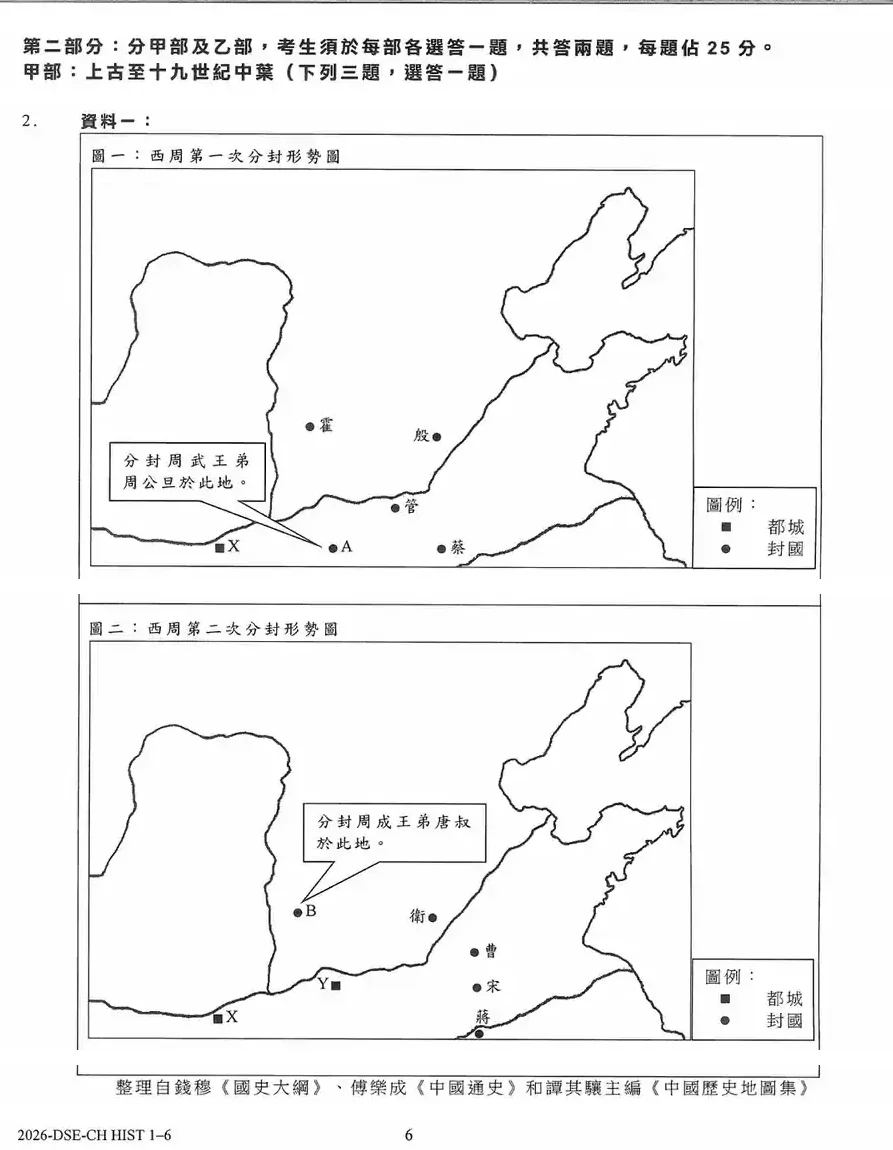 第二部分：分甲部及乙部，考生須於每部各選答一題，共答兩題，每題佔 25 分。
甲部：上古至十九世紀中葉（下列三題，選答一題）
2. 資料一：
圖一：西周第一次分封形勢圖
霍
殷
分封周武王弟
周公旦於此地。
管
X
A
蔡
圖例：
都城
封國
圖二：西周第二次分封形勢圖
分封周成王弟唐叔
於此地。
B
衛
曹
Y
宋
X
蔣
圖例：
都城
封國
整理自錢穆《國史大綱》、傅樂成《中國通史》和譚其驤主編《中國歷史地圖集》
2026-DSE-CH HIST 1–6
6